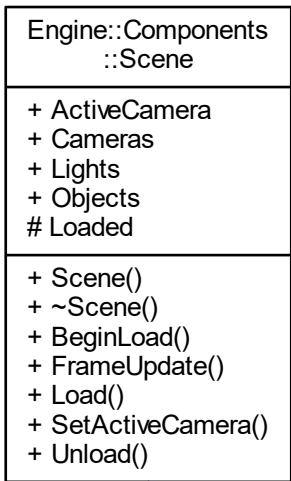 Engine::Components
::Scene
+ ActiveCamera
+ Cameras
+ Lights
+ Objects
# Loaded
+ Scene()
+ ~Scene()
+ BeginLoad()
+ FrameUpdate()
+ Load()
+ SetActiveCamera()
+ Unload()